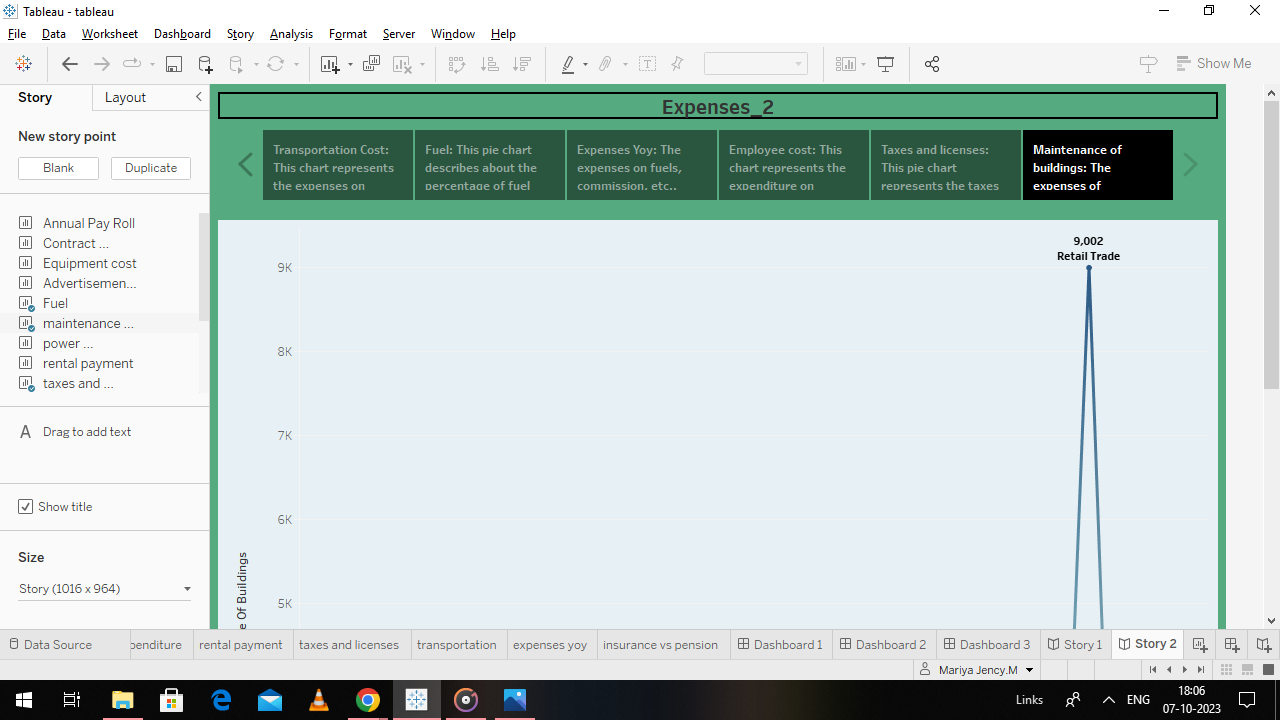 Tableau - tableau
File Data Worksheet Dashboard Story Analysis Format Server Window Help
Show Me
Story Layout
New story point
Blank Duplicate
Annual Pay Roll
Contract ...
Equipment cost
Advertisemen...
Fuel
maintenance ...
power ...
rental payment
taxes and ...
A Drag to add text
Show title
Size
Story (1016 x 964)
Expenses_2
Transportation Cost:
This chart represents
the expenses on
Fuel: This pie chart
describes about the
percentage of fuel
Expenses Yoy: The
expenses on fuels,
commission, etc..
Employee cost: This
chart represents the
expenditure on
Taxes and licenses:
This pie chart
represents the taxes
Maintenance of
buildings: The
expenses of
9,002
Retail Trade
9K
8K
7K
6K
5K
e Of Buildings
Data Source penditure rental payment taxes and licenses transportation expenses yoy insurance vs pension Dashboard 1 Dashboard 2 Dashboard 3 Story 1 Story 2
Mariya Jency.M
Links ENG 18:06
07-10-2023